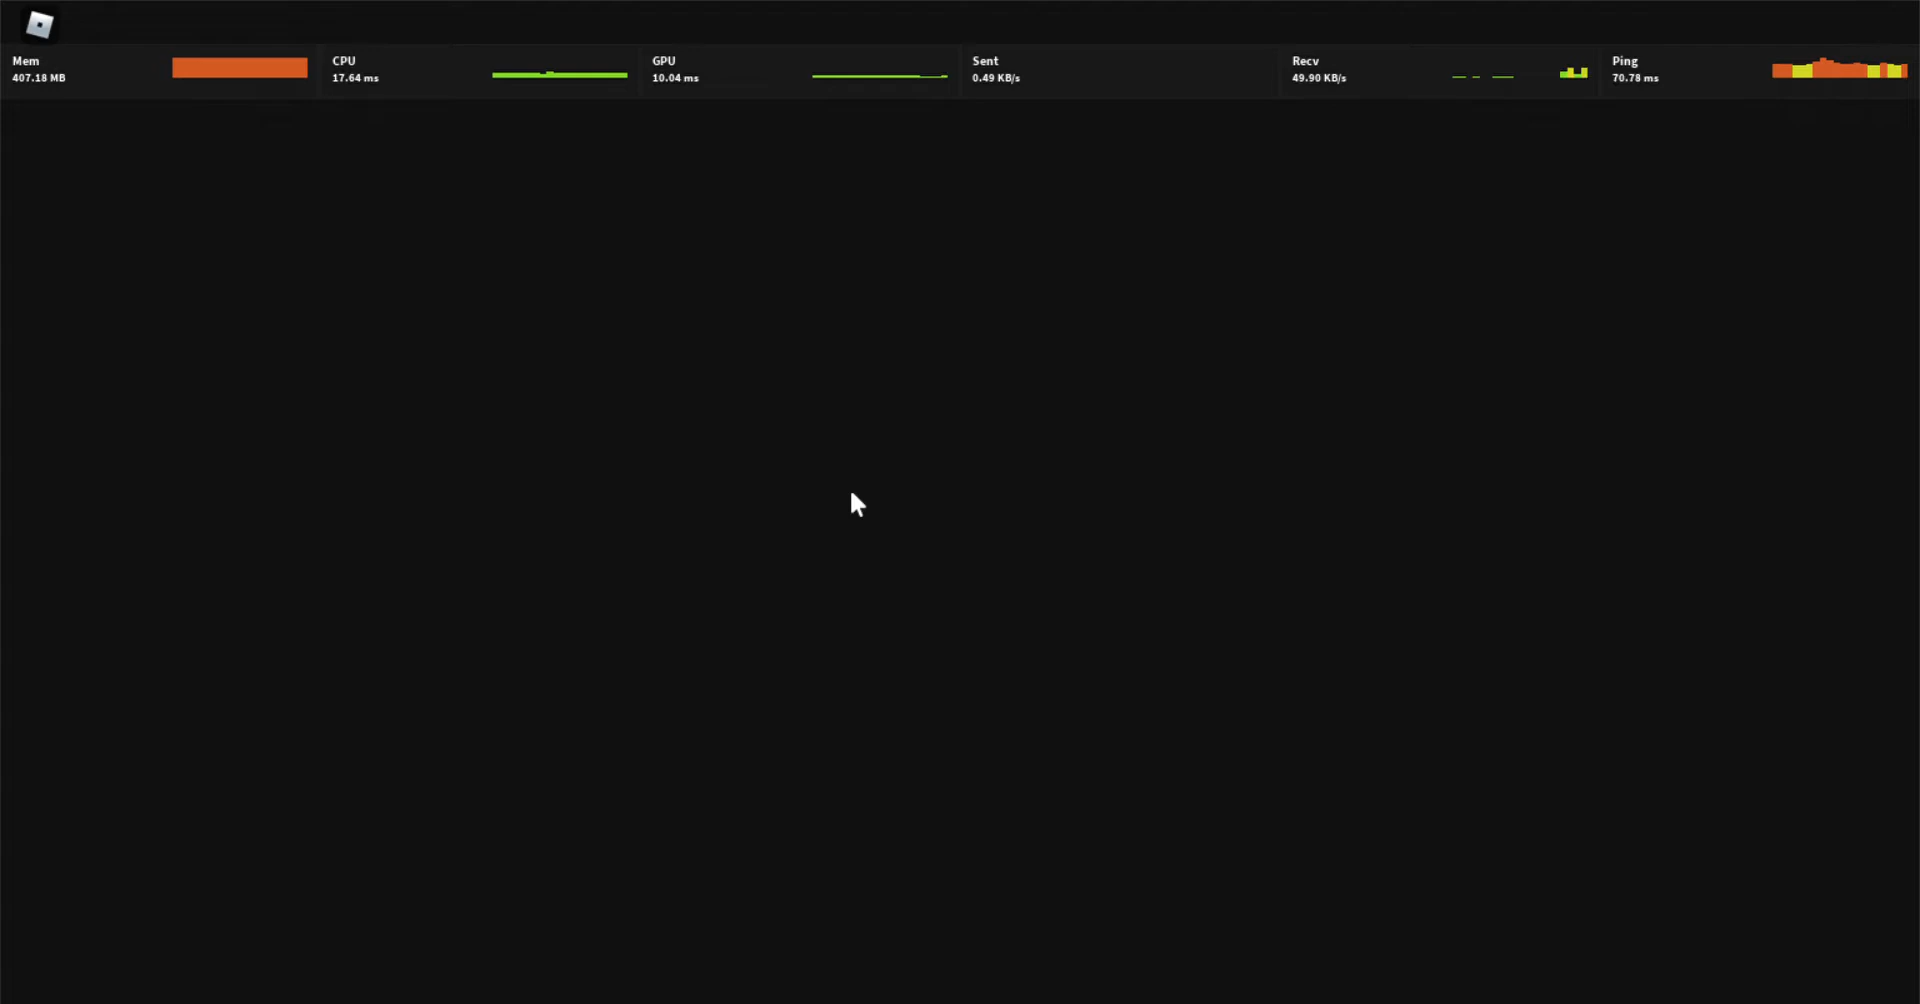 Mem
407.18 MB
CPU
17.64 ms
GPU
10.04 ms
Sent
0.49 KB/s
Recv
49.90 KB/s
Ping
70.78 ms